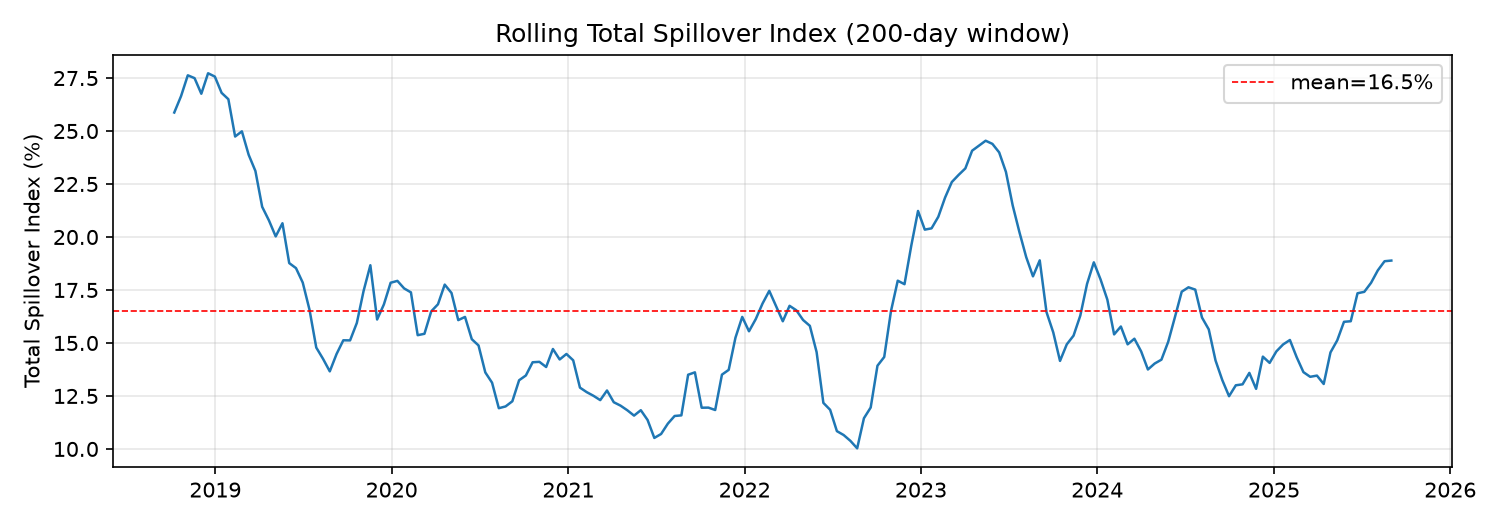 Rolling Total Spillover Index (200-day window)
Total Spillover Index (%)
27.5
25.0
22.5
20.0
17.5
15.0
12.5
10.0
mean=16.5%
2019 2020 2021 2022 2023 2024 2025 2026